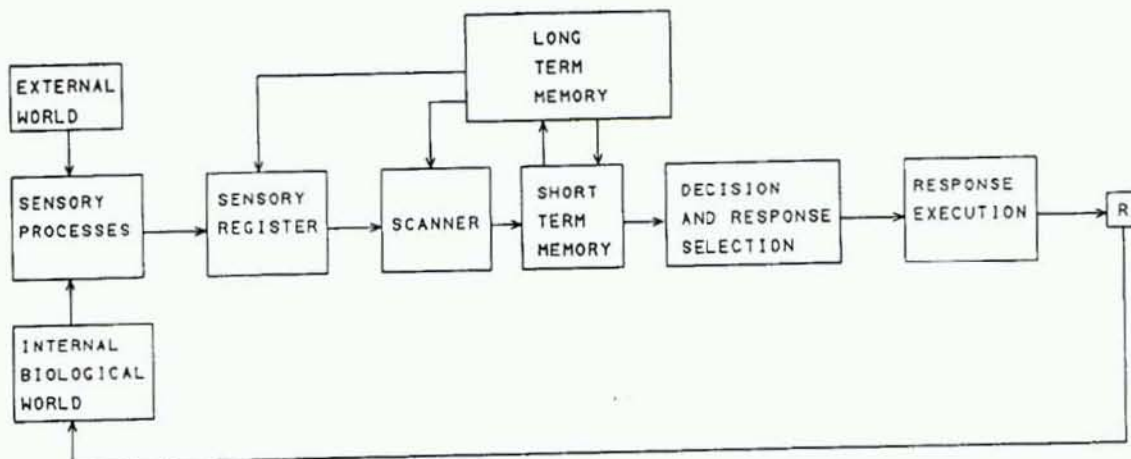 LONG
TERM
MEMORY
EXTERNAL
WORLD
SENSORY
PROCESSES
SENSORY
REGISTER
SCANNER
SHORT
TERM
MEMORY
DECISION
AND RESPONSE
SELECTION
RESPONSE
EXECUTION
R
INTERNAL
BIOLOGICAL
WORLD